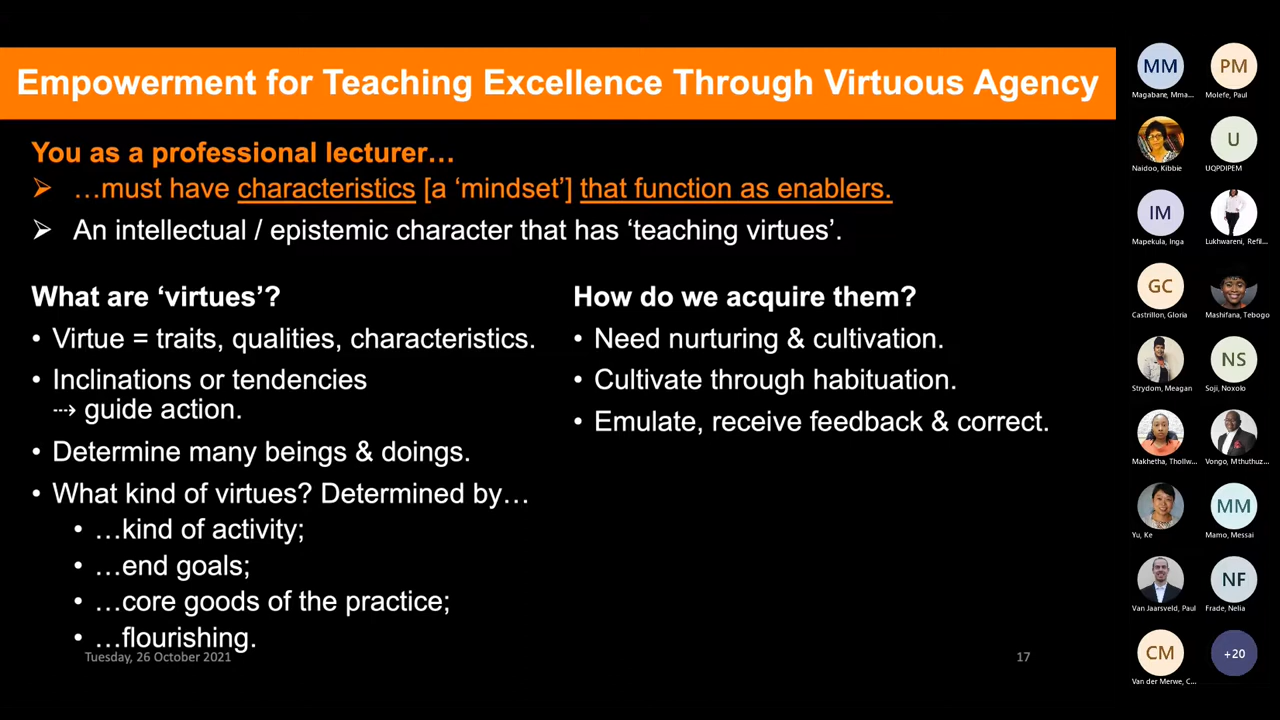 Empowerment for Teaching Excellence Through Virtuous Agency
You as a professional lecturer…
➢ …must have characteristics [a ‘mindset’] that function as enablers.
➢ An intellectual / epistemic character that has ‘teaching virtues’.
What are ‘virtues’?
• Virtue = traits, qualities, characteristics.
• Inclinations or tendencies
⇢ guide action.
• Determine many beings & doings.
• What kind of virtues? Determined by…
• …kind of activity;
• …end goals;
• …core goods of the practice;
• …flourishing.
How do we acquire them?
• Need nurturing & cultivation.
• Cultivate through habituation.
• Emulate, receive feedback & correct.
Tuesday, 26 October 2021
17
MM
Magabane, Mma...
PM
Molefe, Paul
Naidoo, Kibbie
U
UQPDIPEM
IM
Mapekula, Inga
Lukhwareni, Refil...
GC
Castrillon, Gloria
Mashifana, Tebogo
Strydom, Meagan
NS
Soji, Noxolo
Makhetha, Thollw...
Vongo, Mthuthuz...
Yu, Ke
MM
Mamo, Messai
Van Jaarsveld, Paul
NF
Frade, Nelia
CM
Van der Merwe, C...
+20